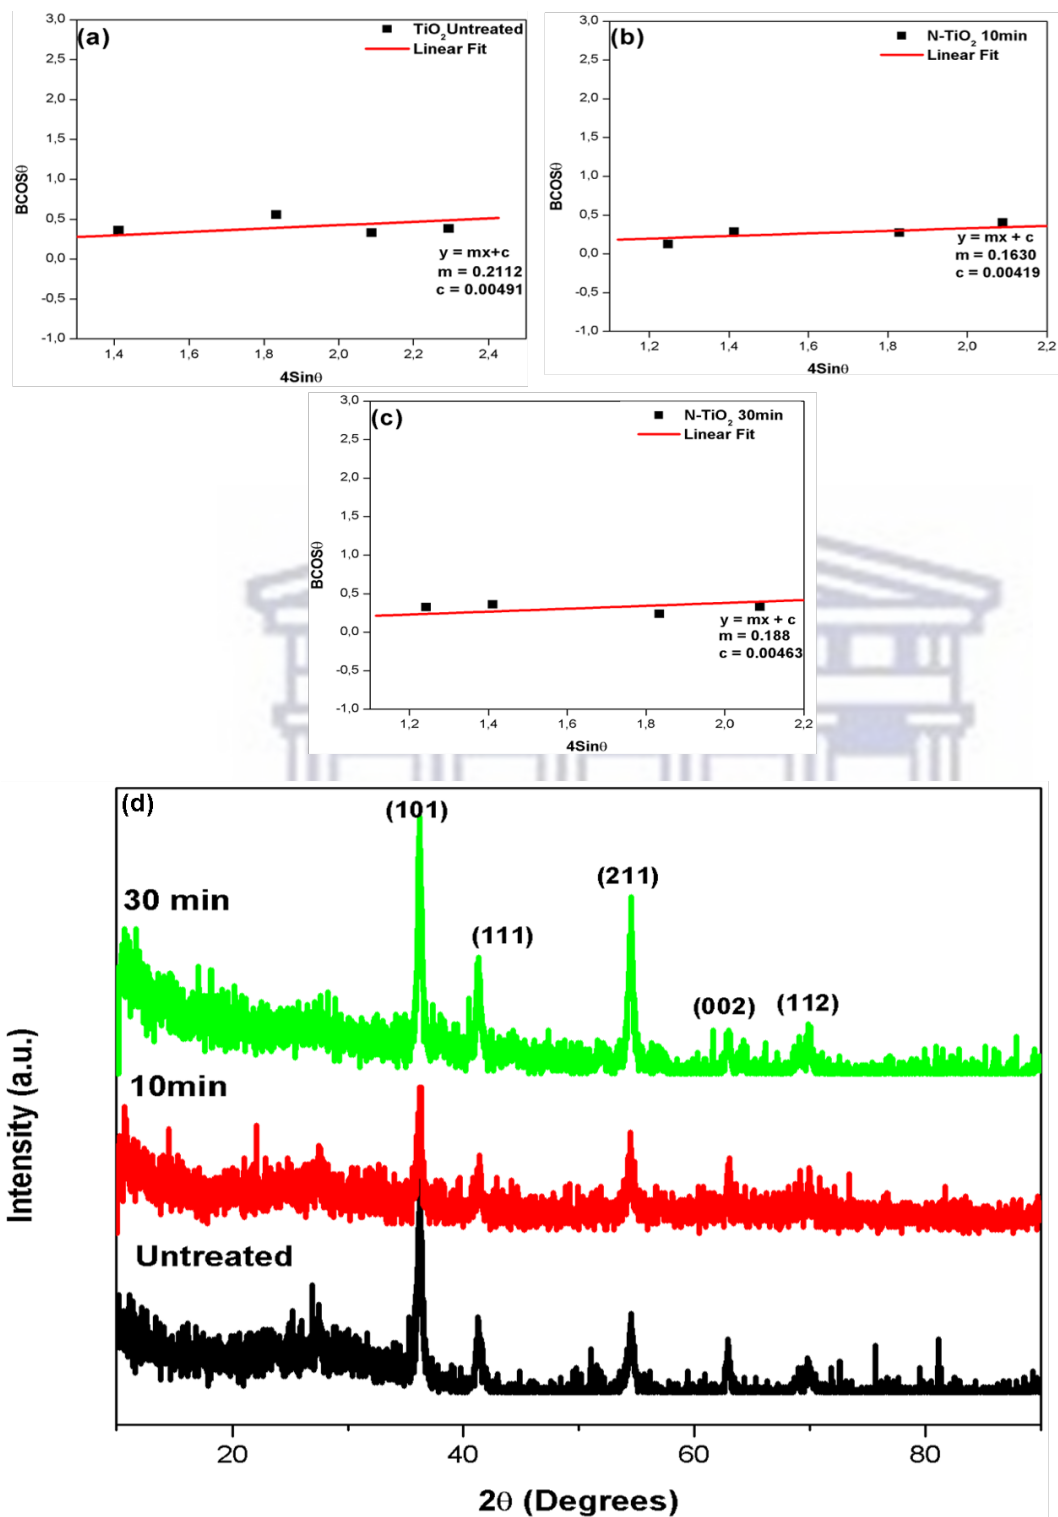 (a)
TiO2Untreated
Linear Fit
3,0
2,5
2,0
1,5
1,0
0,5
0,0
-0,5
-1,0
BCOSθ
y = mx+c
m = 0.2112
c = 0.00491
1,4
1,6
1,8
2,0
2,2
2,4
4Sinθ
(b)
N-TiO2 10min
Linear Fit
3,0
2,5
2,0
1,5
1,0
0,5
0,0
-0,5
-1,0
BCOSθ
y = mx + c
m = 0.1630
c = 0.00419
1,2
1,4
1,6
1,8
2,0
2,2
4Sinθ
(c)
N-TiO2 30min
Linear Fit
3,0
2,5
2,0
1,5
1,0
0,5
0,0
-0,5
-1,0
BCOSθ
y = mx + c
m = 0.188
c = 0.00463
1,2
1,4
1,6
1,8
2,0
2,2
4Sinθ
(d)
(101)
(211)
30 min
(111)
(002)
(112)
10min
Untreated
Intensity (a.u.)
20
40
60
80
2θ (Degrees)